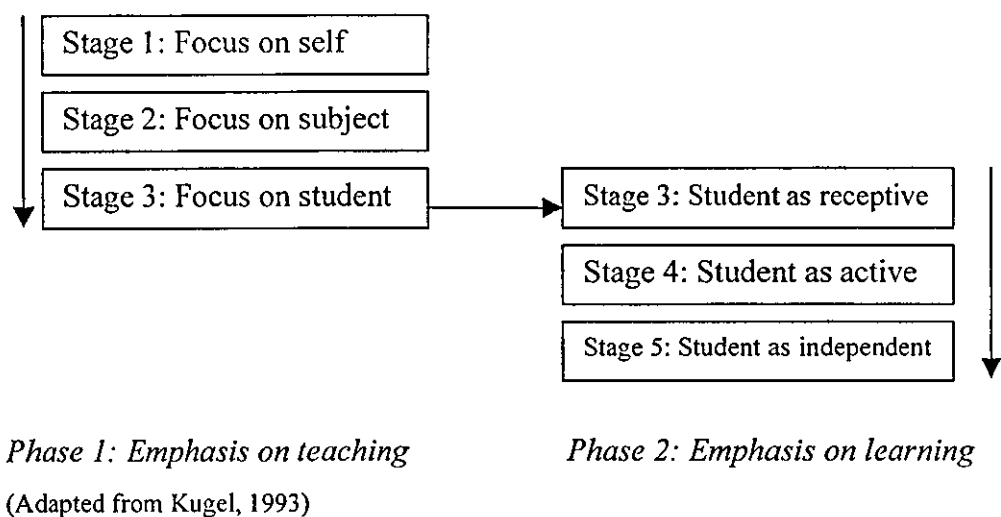 Stage 1: Focus on self
Stage 2: Focus on subject
Stage 3: Focus on student
Stage 3: Student as receptive
Stage 4: Student as active
Stage 5: Student as independent
Phase 1: Emphasis on teaching
Phase 2: Emphasis on learning
(Adapted from Kugel, 1993)